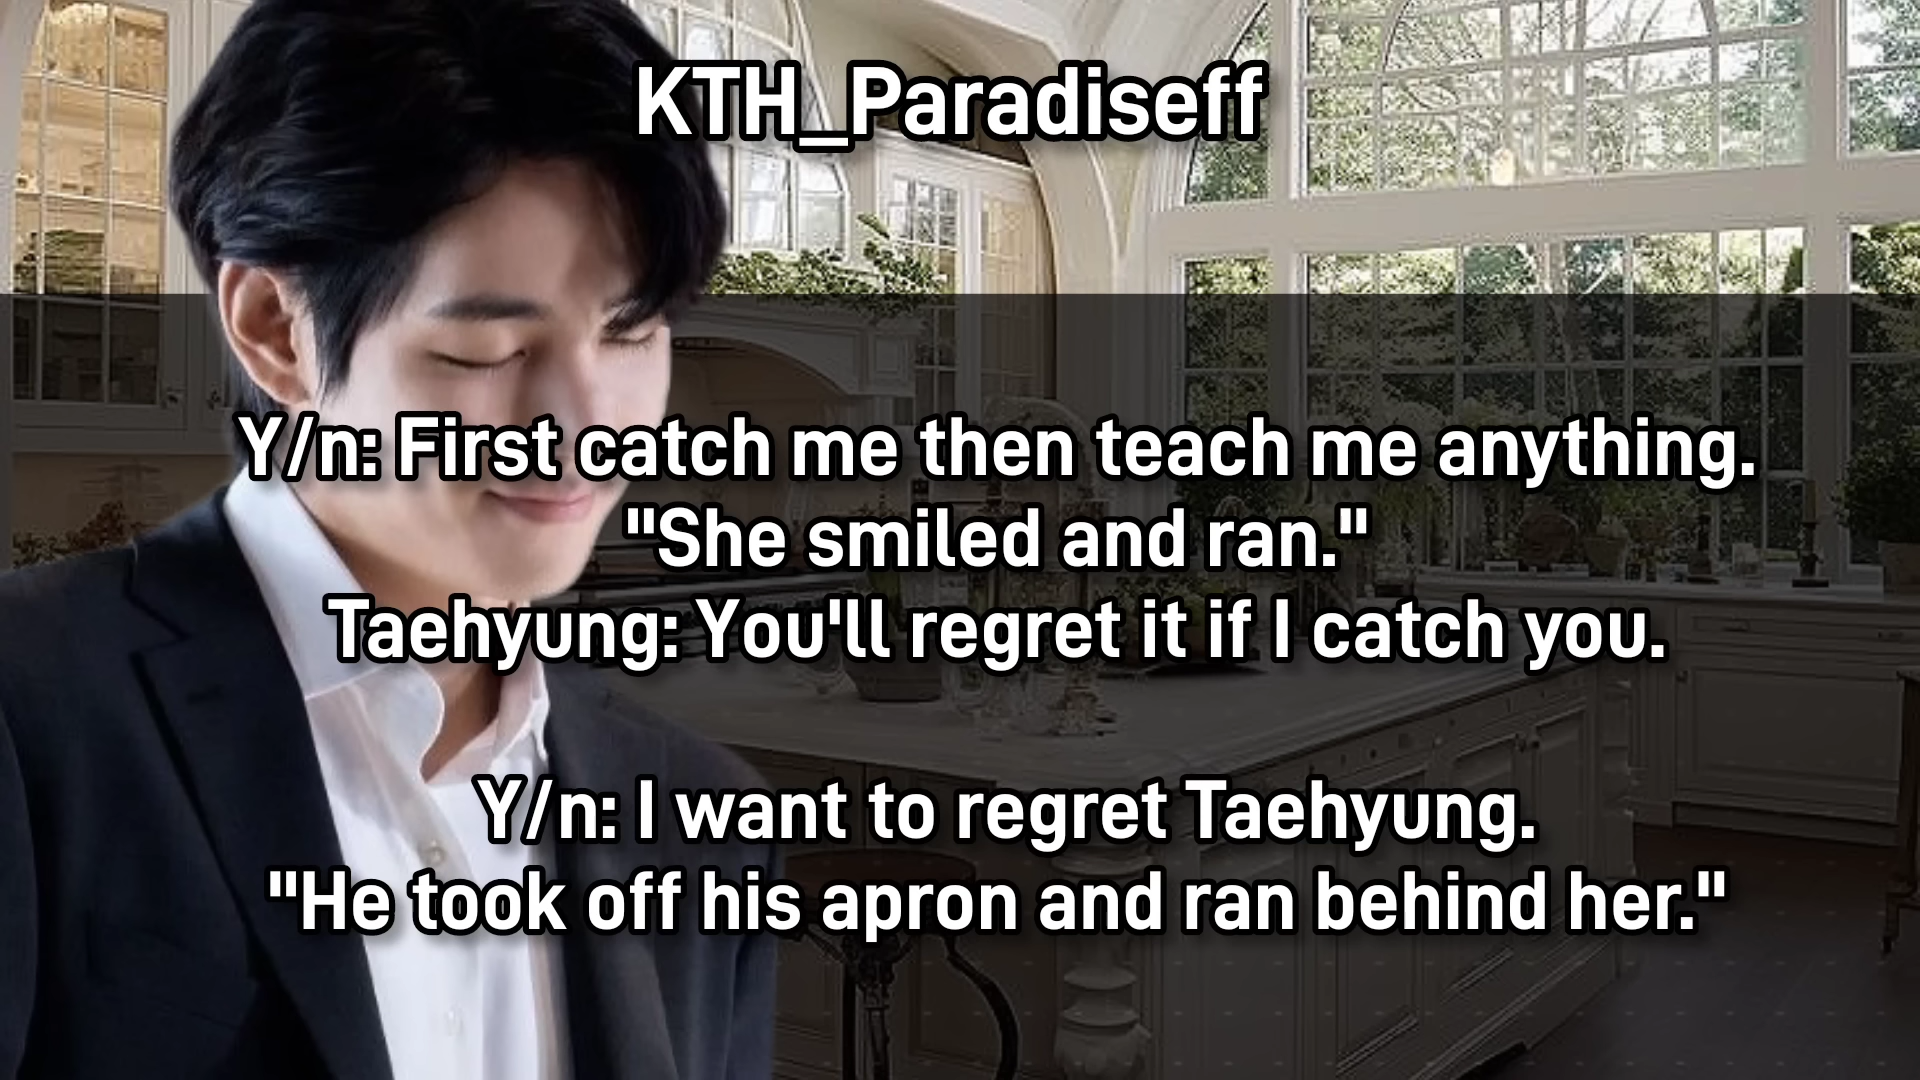 KTH_Paradiseff
Y/n: First catch me then teach me anything.
"She smiled and ran."
Taehyung: You'll regret it if I catch you.
Y/n: I want to regret Taehyung.
"He took off his apron and ran behind her."